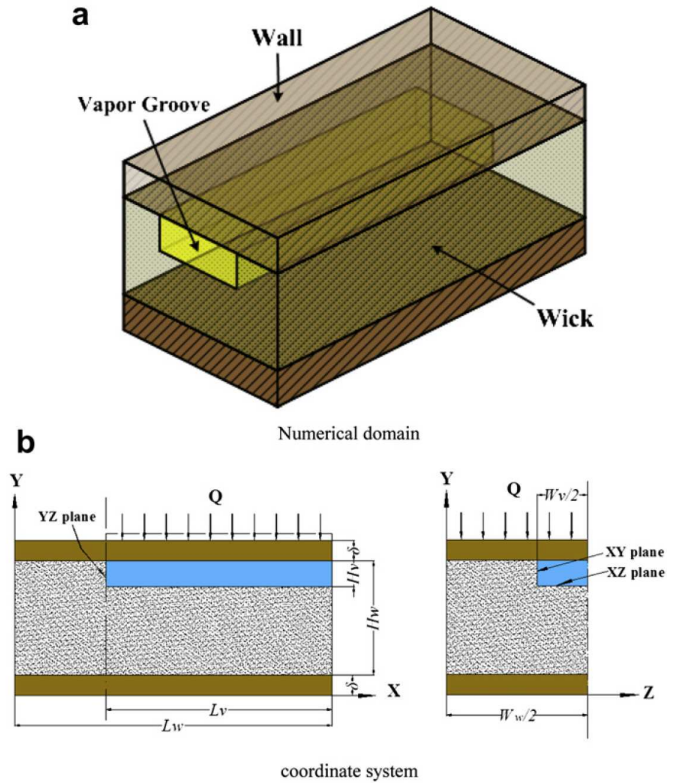 a
Wall
Vapor Groove
Wick
Numerical domain
b
Y
Q
YZ plane
δ
Hv
Hw
δ
X
Lv
Lw
Y
Q
Wv/2
XY plane
XZ plane
Z
Ww/2
coordinate system